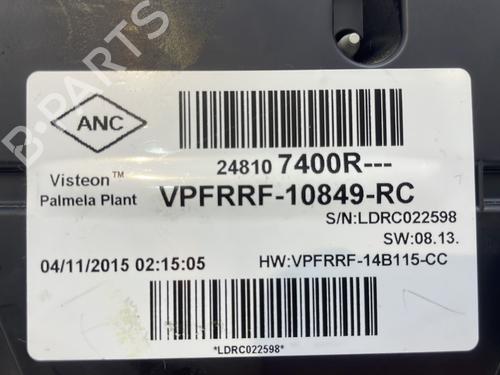 B-PARTS
ANC
24810 7400R---
Visteon™
Palmela Plant
VPFRRF-10849-RC
S/N:LDRC022598
SW:08.13.
04/11/2015 02:15:05
HW:VPFRRF-14B115-CC
*LDRC022598*